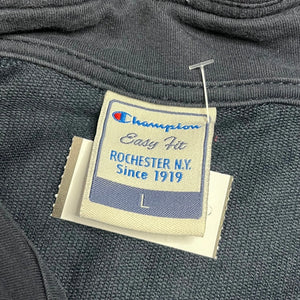 Champion
Easy Fit
ROCHESTER N.Y.
Since 1919
L